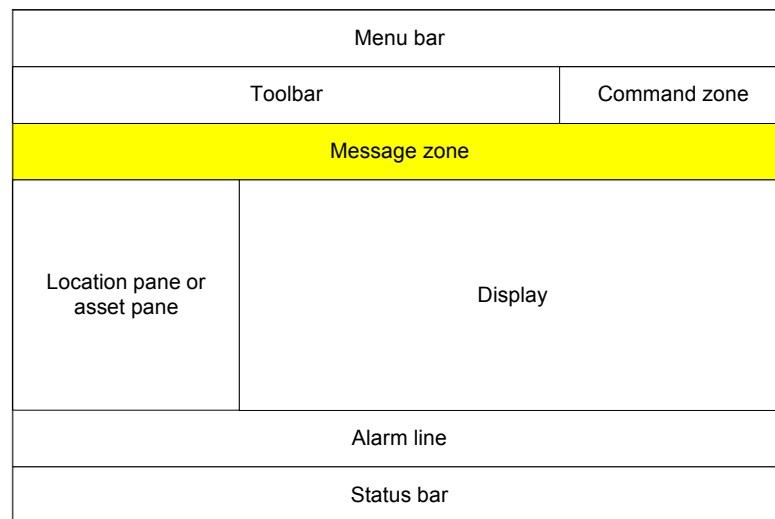 Menu bar
Toolbar
Command zone
Message zone
Location pane or
asset pane
Display
Alarm line
Status bar